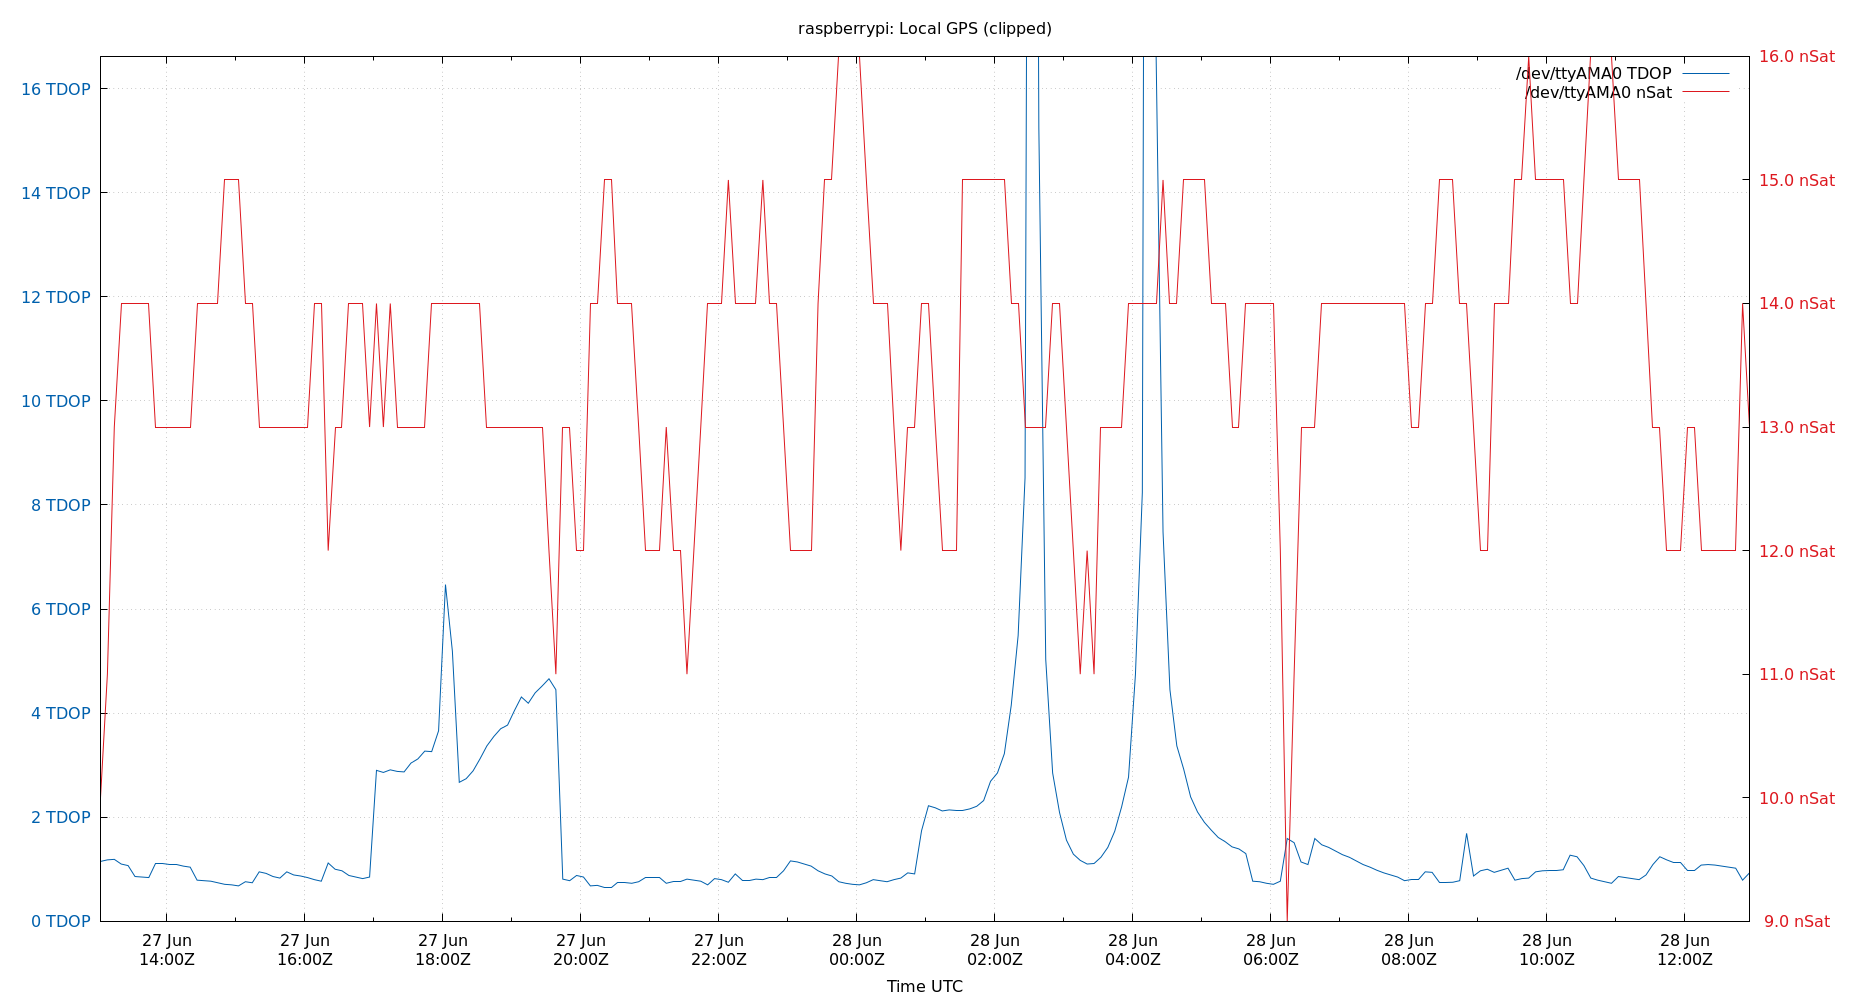 raspberrypi: Local GPS (clipped)
/dev/ttyAMA0 TDOP
/dev/ttyAMA0 nSat
16 TDOP
14 TDOP
12 TDOP
10 TDOP
8 TDOP
6 TDOP
4 TDOP
2 TDOP
0 TDOP
16.0 nSat
15.0 nSat
14.0 nSat
13.0 nSat
12.0 nSat
11.0 nSat
10.0 nSat
9.0 nSat
27 Jun
14:00Z
27 Jun
16:00Z
27 Jun
18:00Z
27 Jun
20:00Z
27 Jun
22:00Z
28 Jun
00:00Z
28 Jun
02:00Z
28 Jun
04:00Z
28 Jun
06:00Z
28 Jun
08:00Z
28 Jun
10:00Z
28 Jun
12:00Z
Time UTC